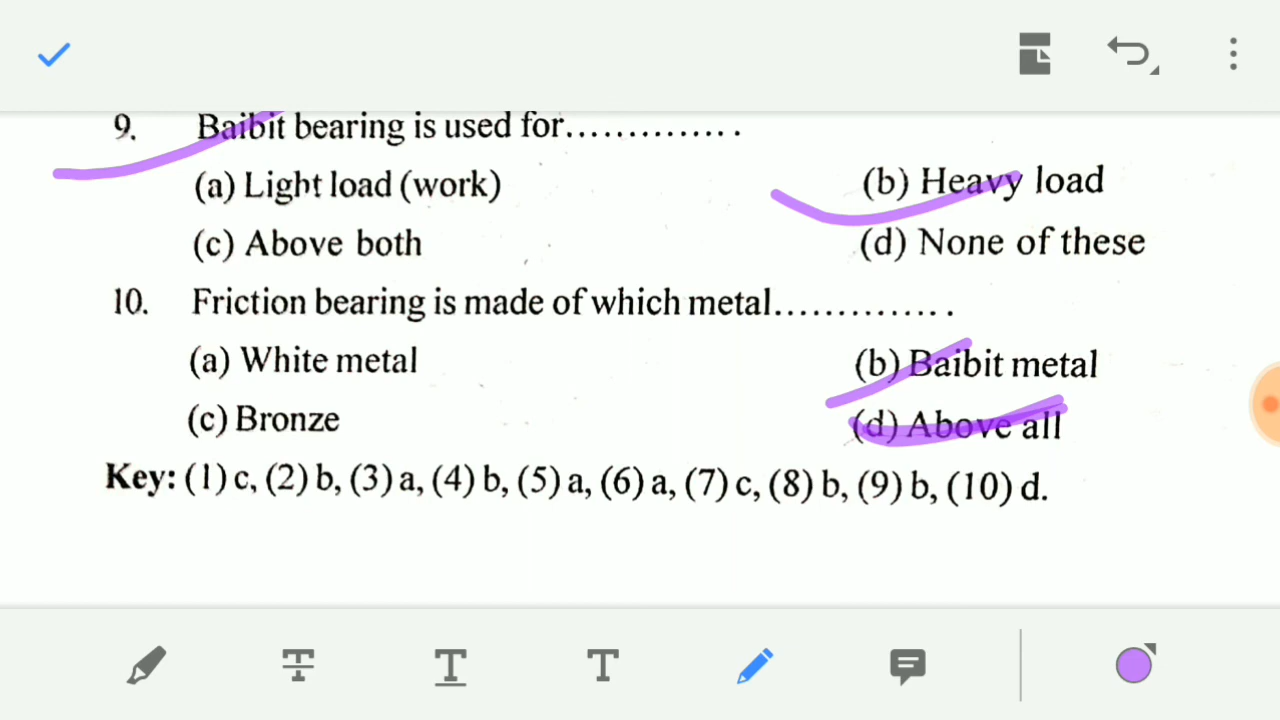 9. Baibit bearing is used for..............
(a) Light load (work) (b) Heavy load
(c) Above both (d) None of these
10. Friction bearing is made of which metal..............
(a) White metal (b) Baibit metal
(c) Bronze (d) Above all
Key: (1) c, (2) b, (3) a, (4) b, (5) a, (6) a, (7) c, (8) b, (9) b, (10) d.
T T T